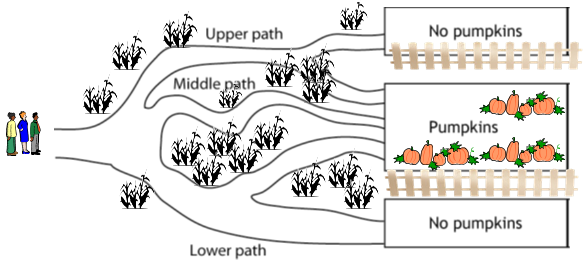 Upper path
No pumpkins
Middle path
Pumpkins
No pumpkins
Lower path